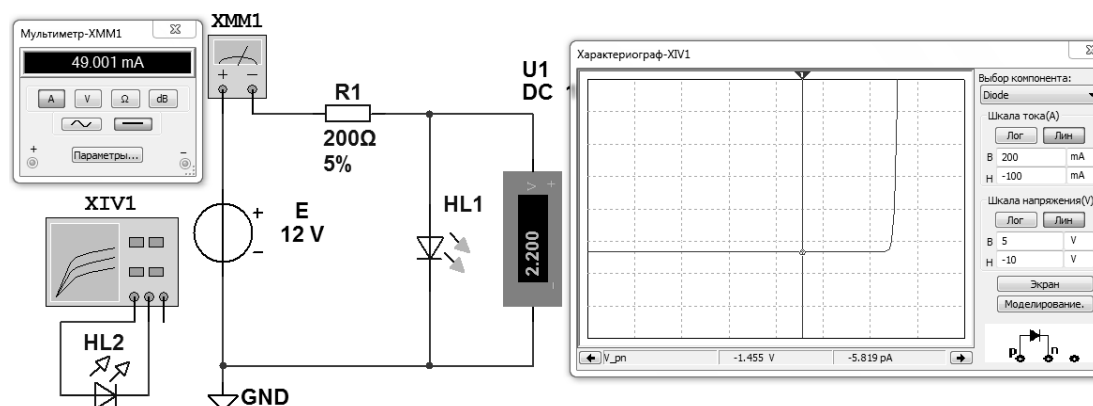 Мультиметр-XMM1
49.001 mA
A
V
Ω
dB
+
Параметры...
−
XMM1
+
−
R1
200Ω
5%
U1
DC
V
+
2.200
−
HL1
E
12 V
+
−
XIV1
HL2
GND
Характериограф-XIV1
1
Выбор компонента:
Diode
Шкала тока(А)
Лог
Лин
В
200
mA
Н
-100
mA
Шкала напряжения(V)
Лог
Лин
В
5
V
Н
-10
V
Экран
Моделирование.
p
n
V_pn
-1.455 V
-5.819 pA